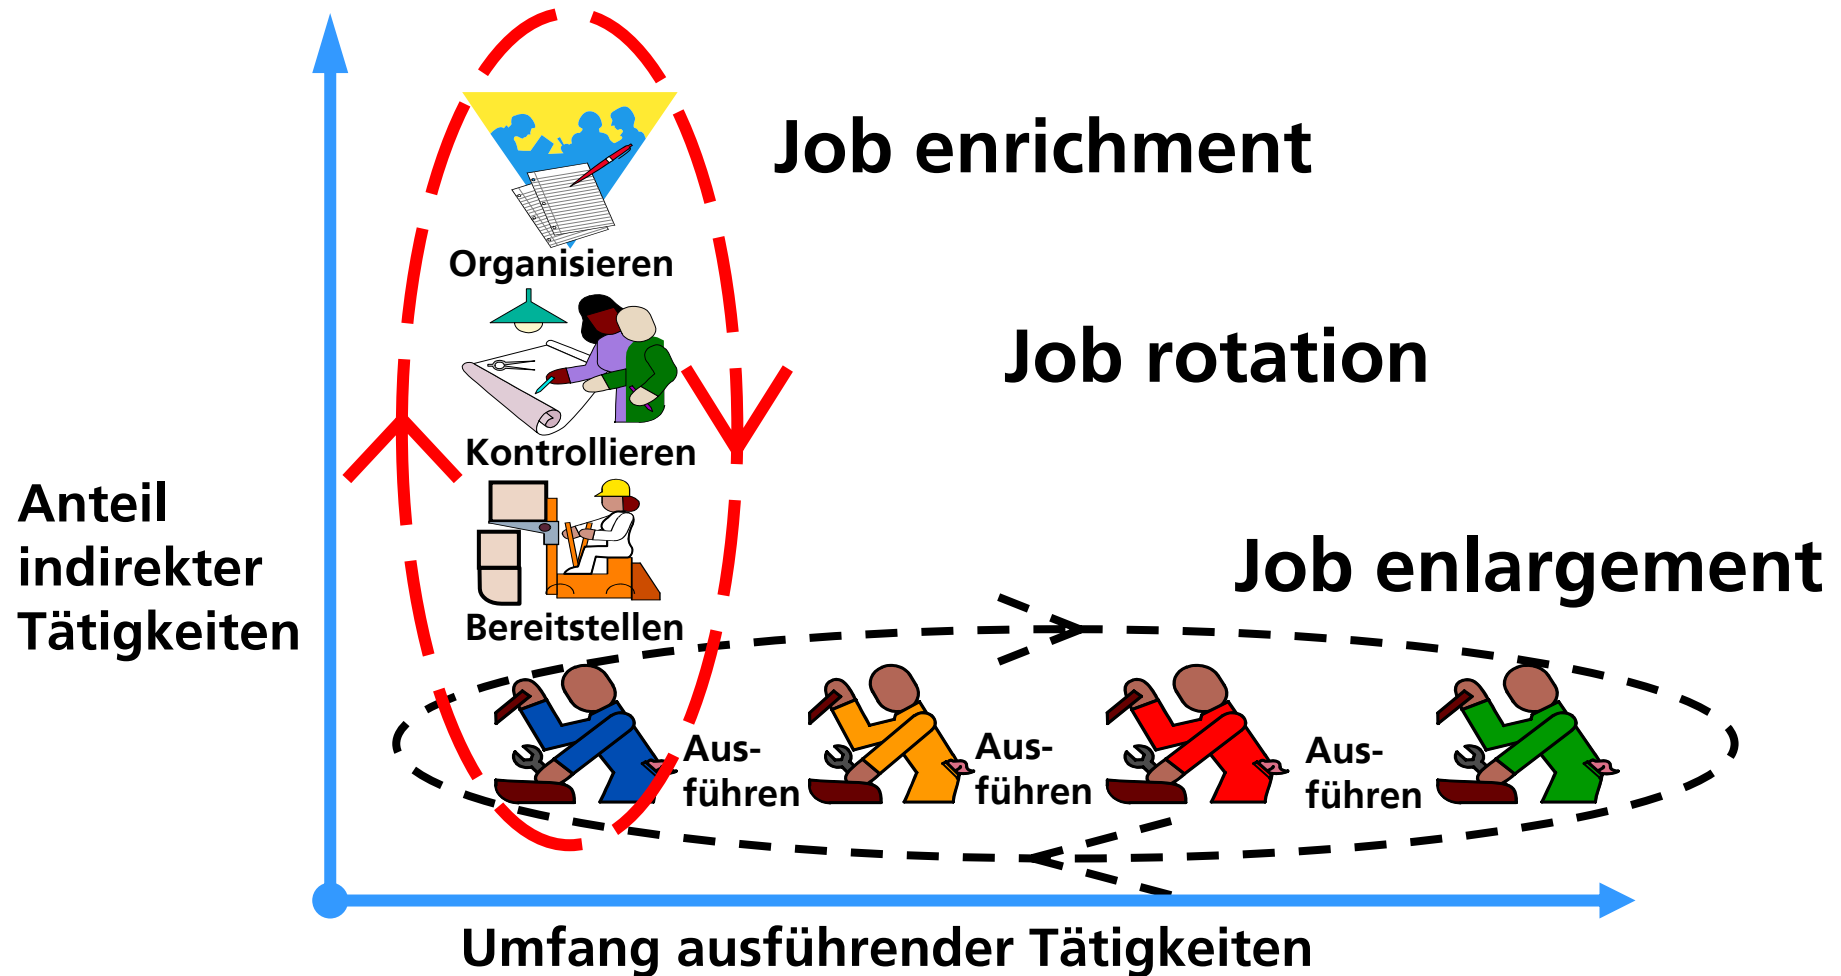 Job enrichment
Organisieren
Job rotation
Kontrollieren
Anteil
indirekter
Tätigkeiten
Job enlargement
Bereitstellen
Aus-
führen
Aus-
führen
Aus-
führen
Umfang ausführender Tätigkeiten